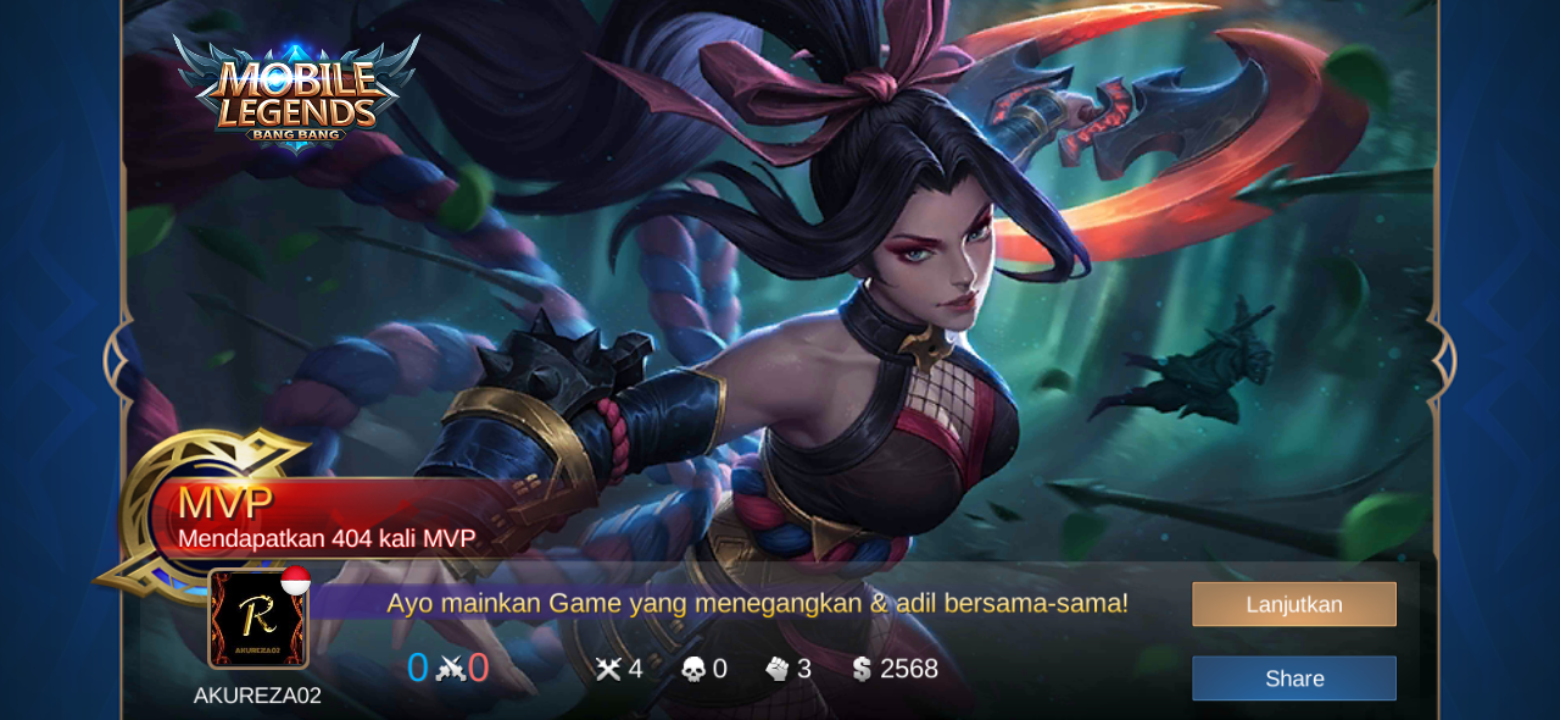 MOBILE
LEGENDS
BANG BANG
MVP
Mendapatkan 404 kali MVP
Ayo mainkan Game yang menegangkan & adil bersama-sama!
Lanjutkan
R
AKUREZA02
0 0 4 0 3 $ 2568
Share
AKUREZA02